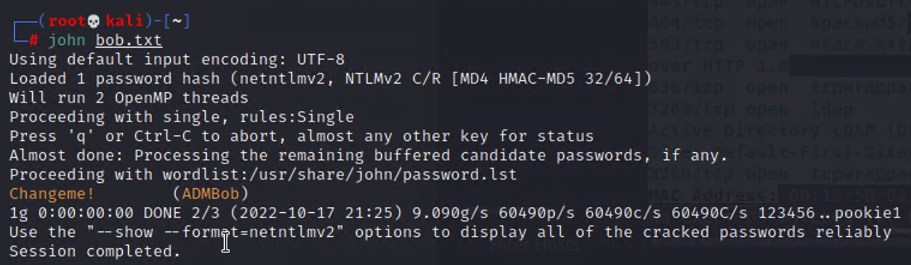 (root💀kali)-[~]
# john bob.txt
Using default input encoding: UTF-8
Loaded 1 password hash (netntlmv2, NTLMv2 C/R [MD4 HMAC-MD5 32/64])
Will run 2 OpenMP threads
Proceeding with single, rules:Single
Press 'q' or Ctrl-C to abort, almost any other key for status
Almost done: Processing the remaining buffered candidate passwords, if any.
Proceeding with wordlist:/usr/share/john/password.lst
Changeme!        (ADMBob)
1g 0:00:00:00 DONE 2/3 (2022-10-17 21:25) 9.090g/s 60490p/s 60490c/s 60490C/s 123456..pookie1
Use the "--show --format=netntlmv2" options to display all of the cracked passwords reliably
Session completed.